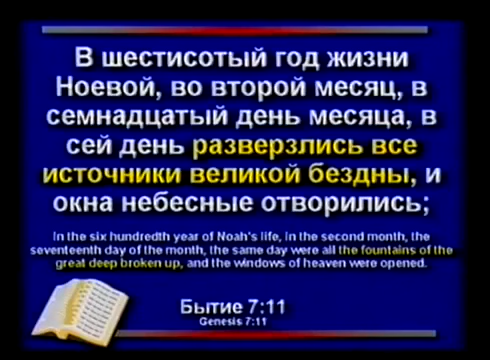 В шестисотый год жизни
Ноевой, во второй месяц, в
семнадцатый день месяца, в
сей день разверзлись все
источники великой бездны, и
окна небесные отворились;
In the six hundredth year of Noah's life, in the second month, the
seventeenth day of the month, the same day were all the fountains of the
great deep broken up, and the windows of heaven were opened.
Бытие 7:11
Genesis 7:11